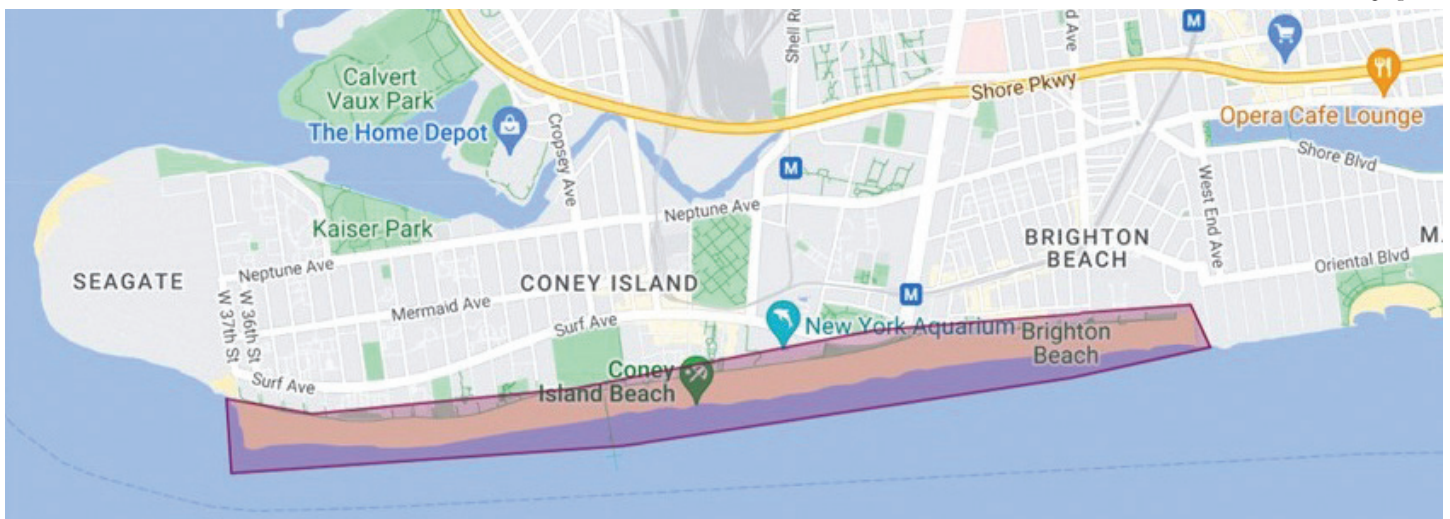 Calvert
Vaux Park
The Home Depot
Kaiser Park
Cropsey Ave
M
Shore Pkwy
Opera Cafe Lounge
Shore Blvd
West End Ave
M
Neptune Ave
SEAGATE
Neptune Ave
W 37th St
W 36th St
Mermaid Ave
CONEY ISLAND
BRIGHTON
BEACH
Oriental Blvd
M
Surf Ave
New York Aquarium
Brighton
Beach
Surf Ave
Coney
Island Beach